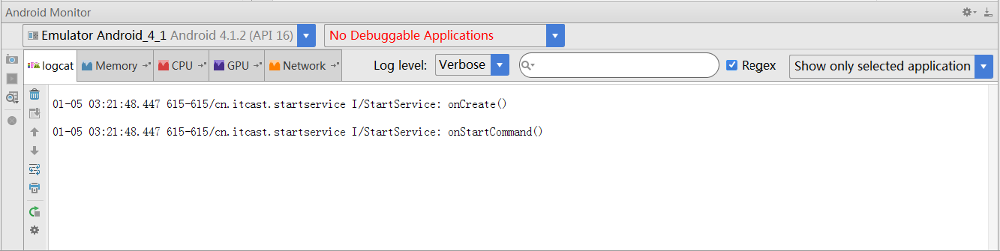 Android Monitor
Emulator Android_4_1 Android 4.1.2 (API 16)
No Debuggable Applications
logcat
Memory
CPU
GPU
Network
Log level:
Verbose
Regex
Show only selected application
01-05 03:21:48.447 615-615/cn.itcast.startservice I/StartService: onCreate()
01-05 03:21:48.447 615-615/cn.itcast.startservice I/StartService: onStartCommand()